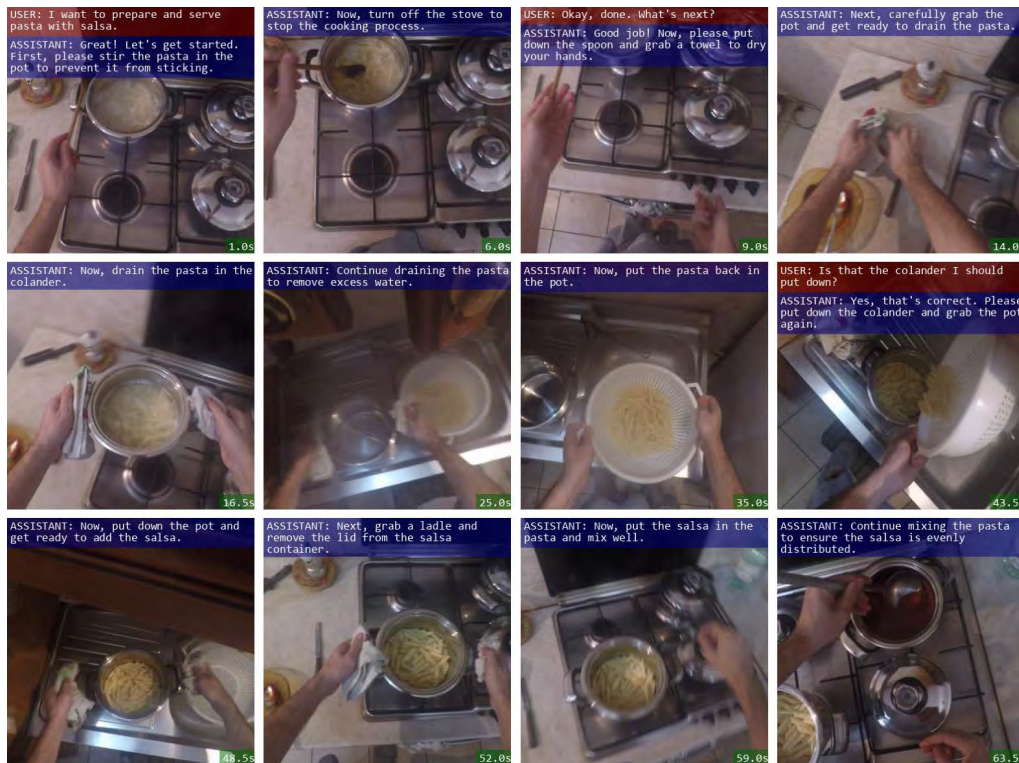 USER: I want to prepare and serve
pasta with salsa.
ASSISTANT: Great! Let's get started.
First, please stir the pasta in the
pot to prevent it from sticking.
1.0s
ASSISTANT: Now, turn off the stove to
stop the cooking process.
6.0s
USER: Okay, done. What's next?
ASSISTANT: Good job! Now, please put
down the spoon and grab a towel to dry
your hands.
9.0s
ASSISTANT: Next, carefully grab the
pot and get ready to drain the pasta.
14.0
ASSISTANT: Now, drain the pasta in the
colander.
16.5s
ASSISTANT: Continue draining the pasta
to remove excess water.
25.0s
ASSISTANT: Now, put the pasta back in
the pot.
35.0s
USER: Is that the colander I should
put down?
ASSISTANT: Yes, that's correct. Please
put down the colander and grab the pot
again.
43.5
ASSISTANT: Now, put down the pot and
get ready to add the salsa.
48.5s
ASSISTANT: Next, grab a ladle and
remove the lid from the salsa
container.
52.0s
ASSISTANT: Now, put the salsa in the
pasta and mix well.
59.0s
ASSISTANT: Continue mixing the pasta
to ensure the salsa is evenly
distributed.
63.5